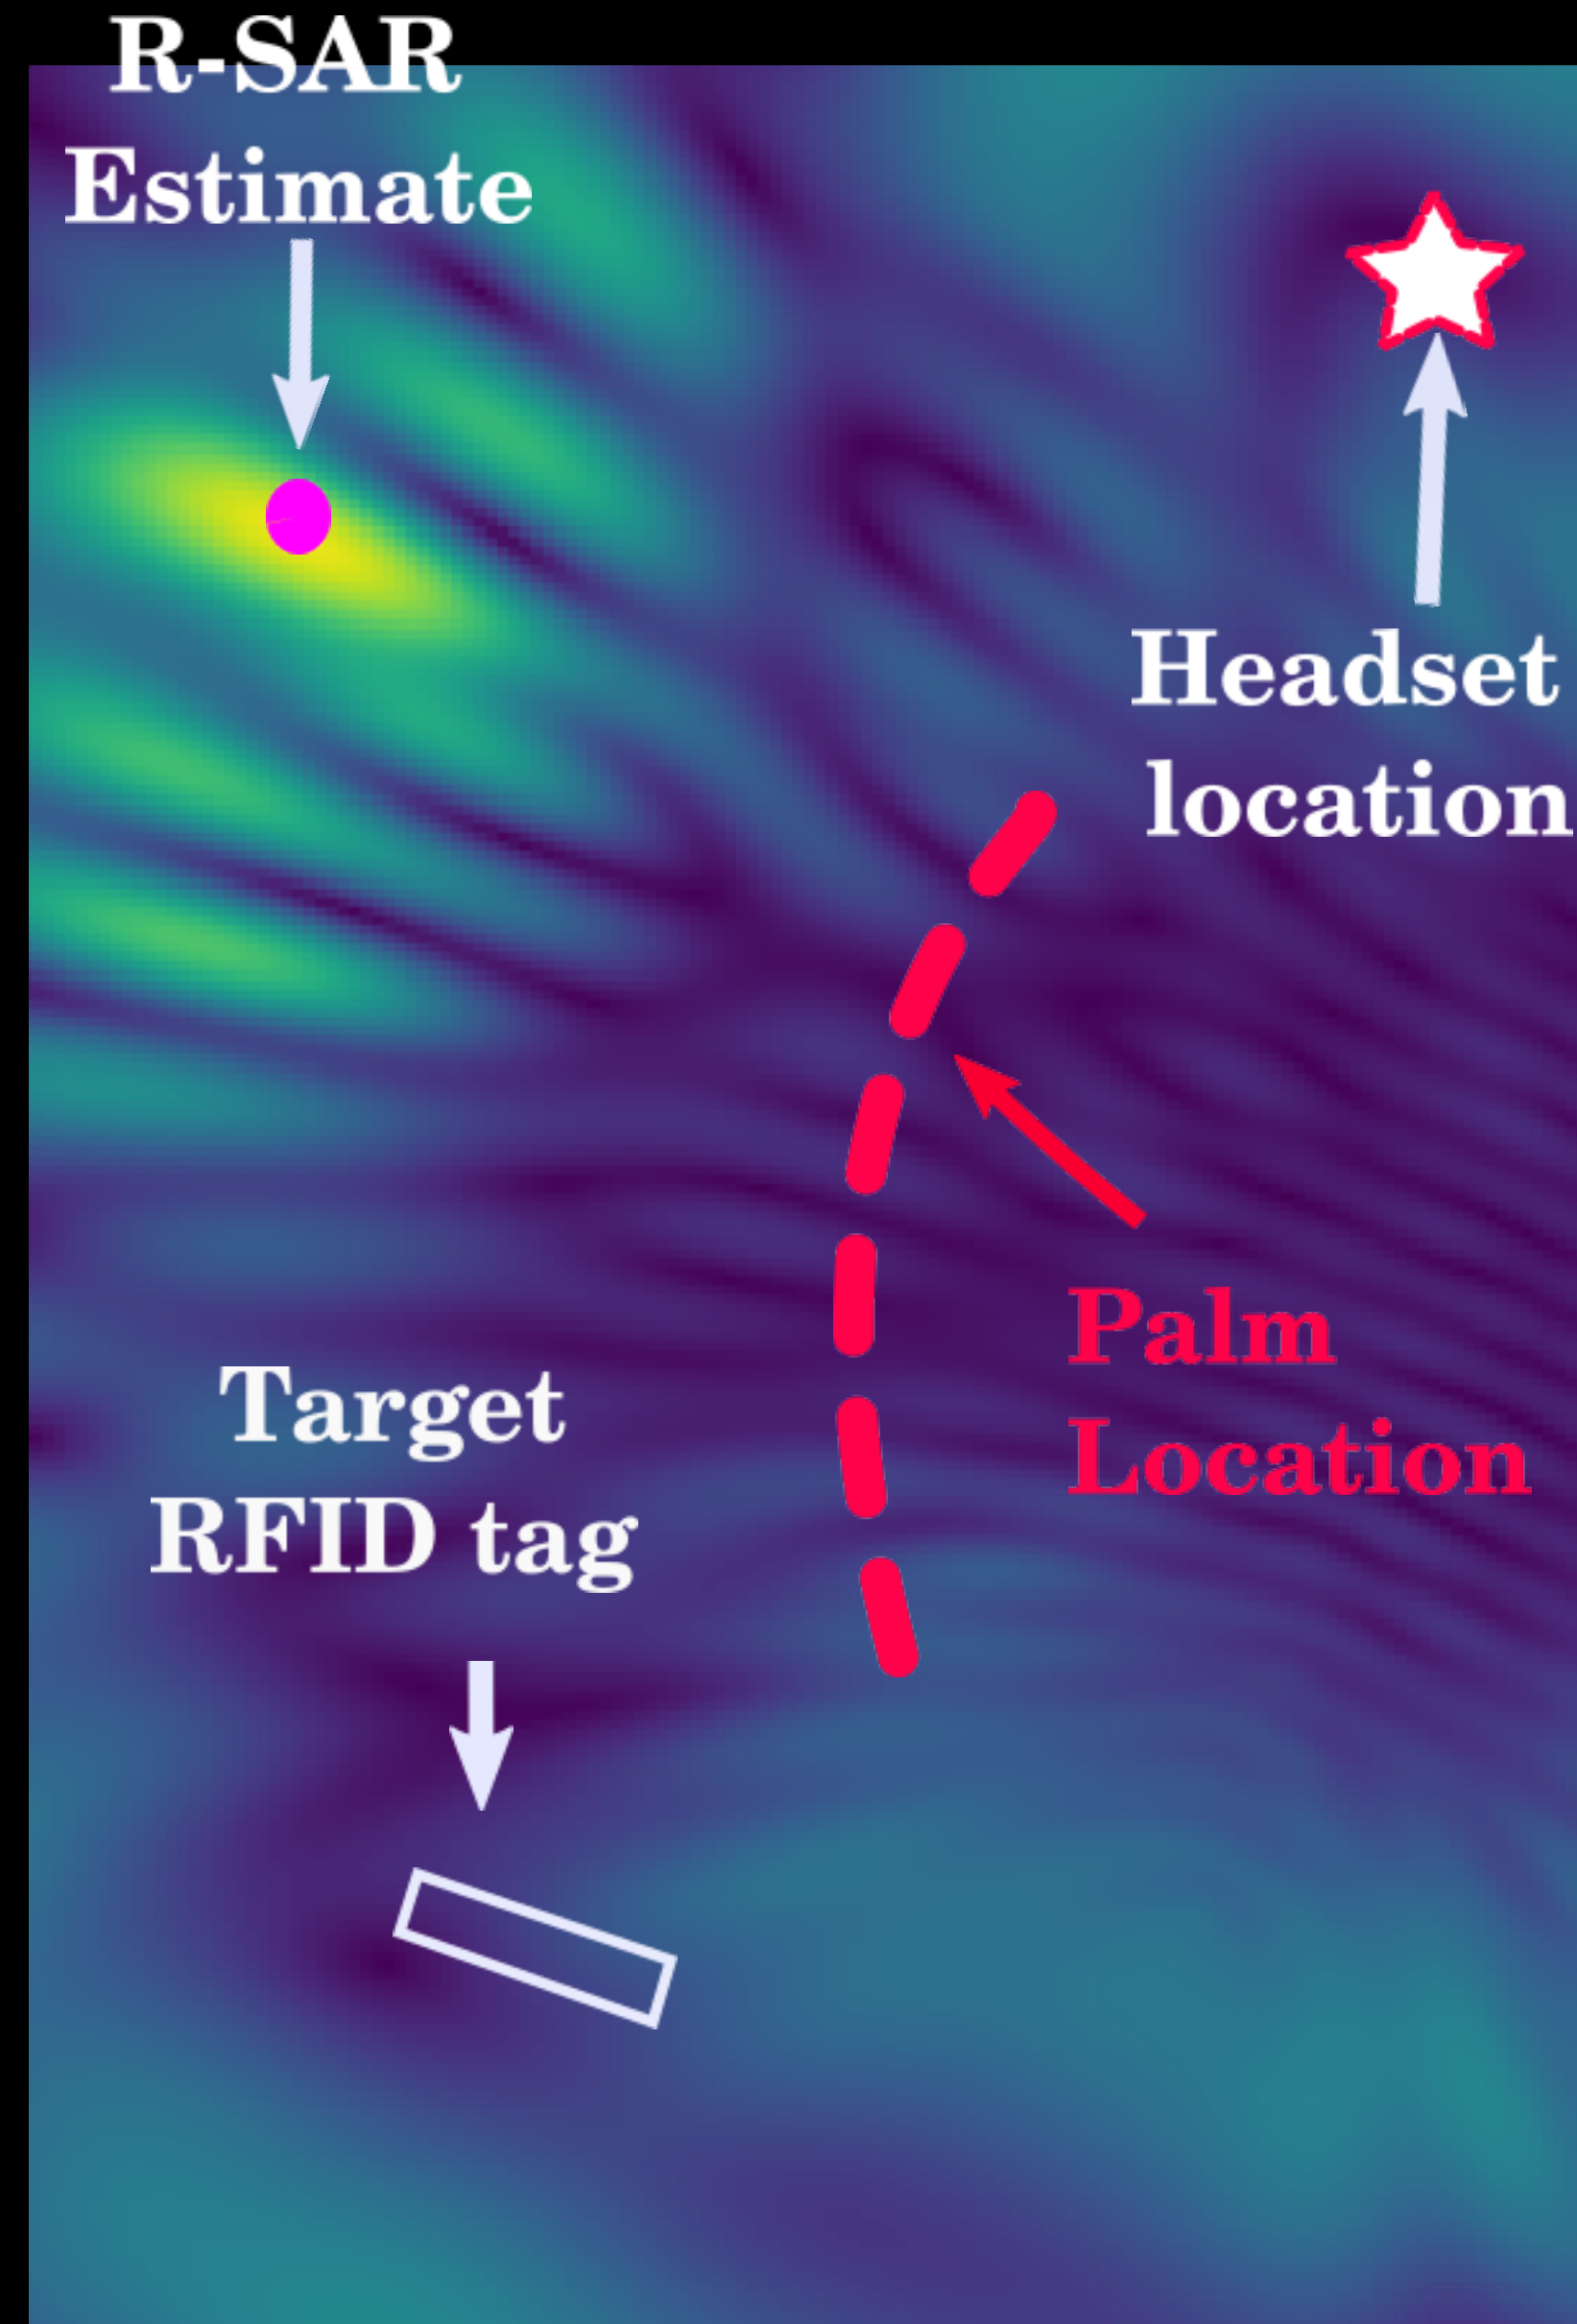 R-SAR
Estimate
Headset
location
Palm
Location
Target
RFID tag